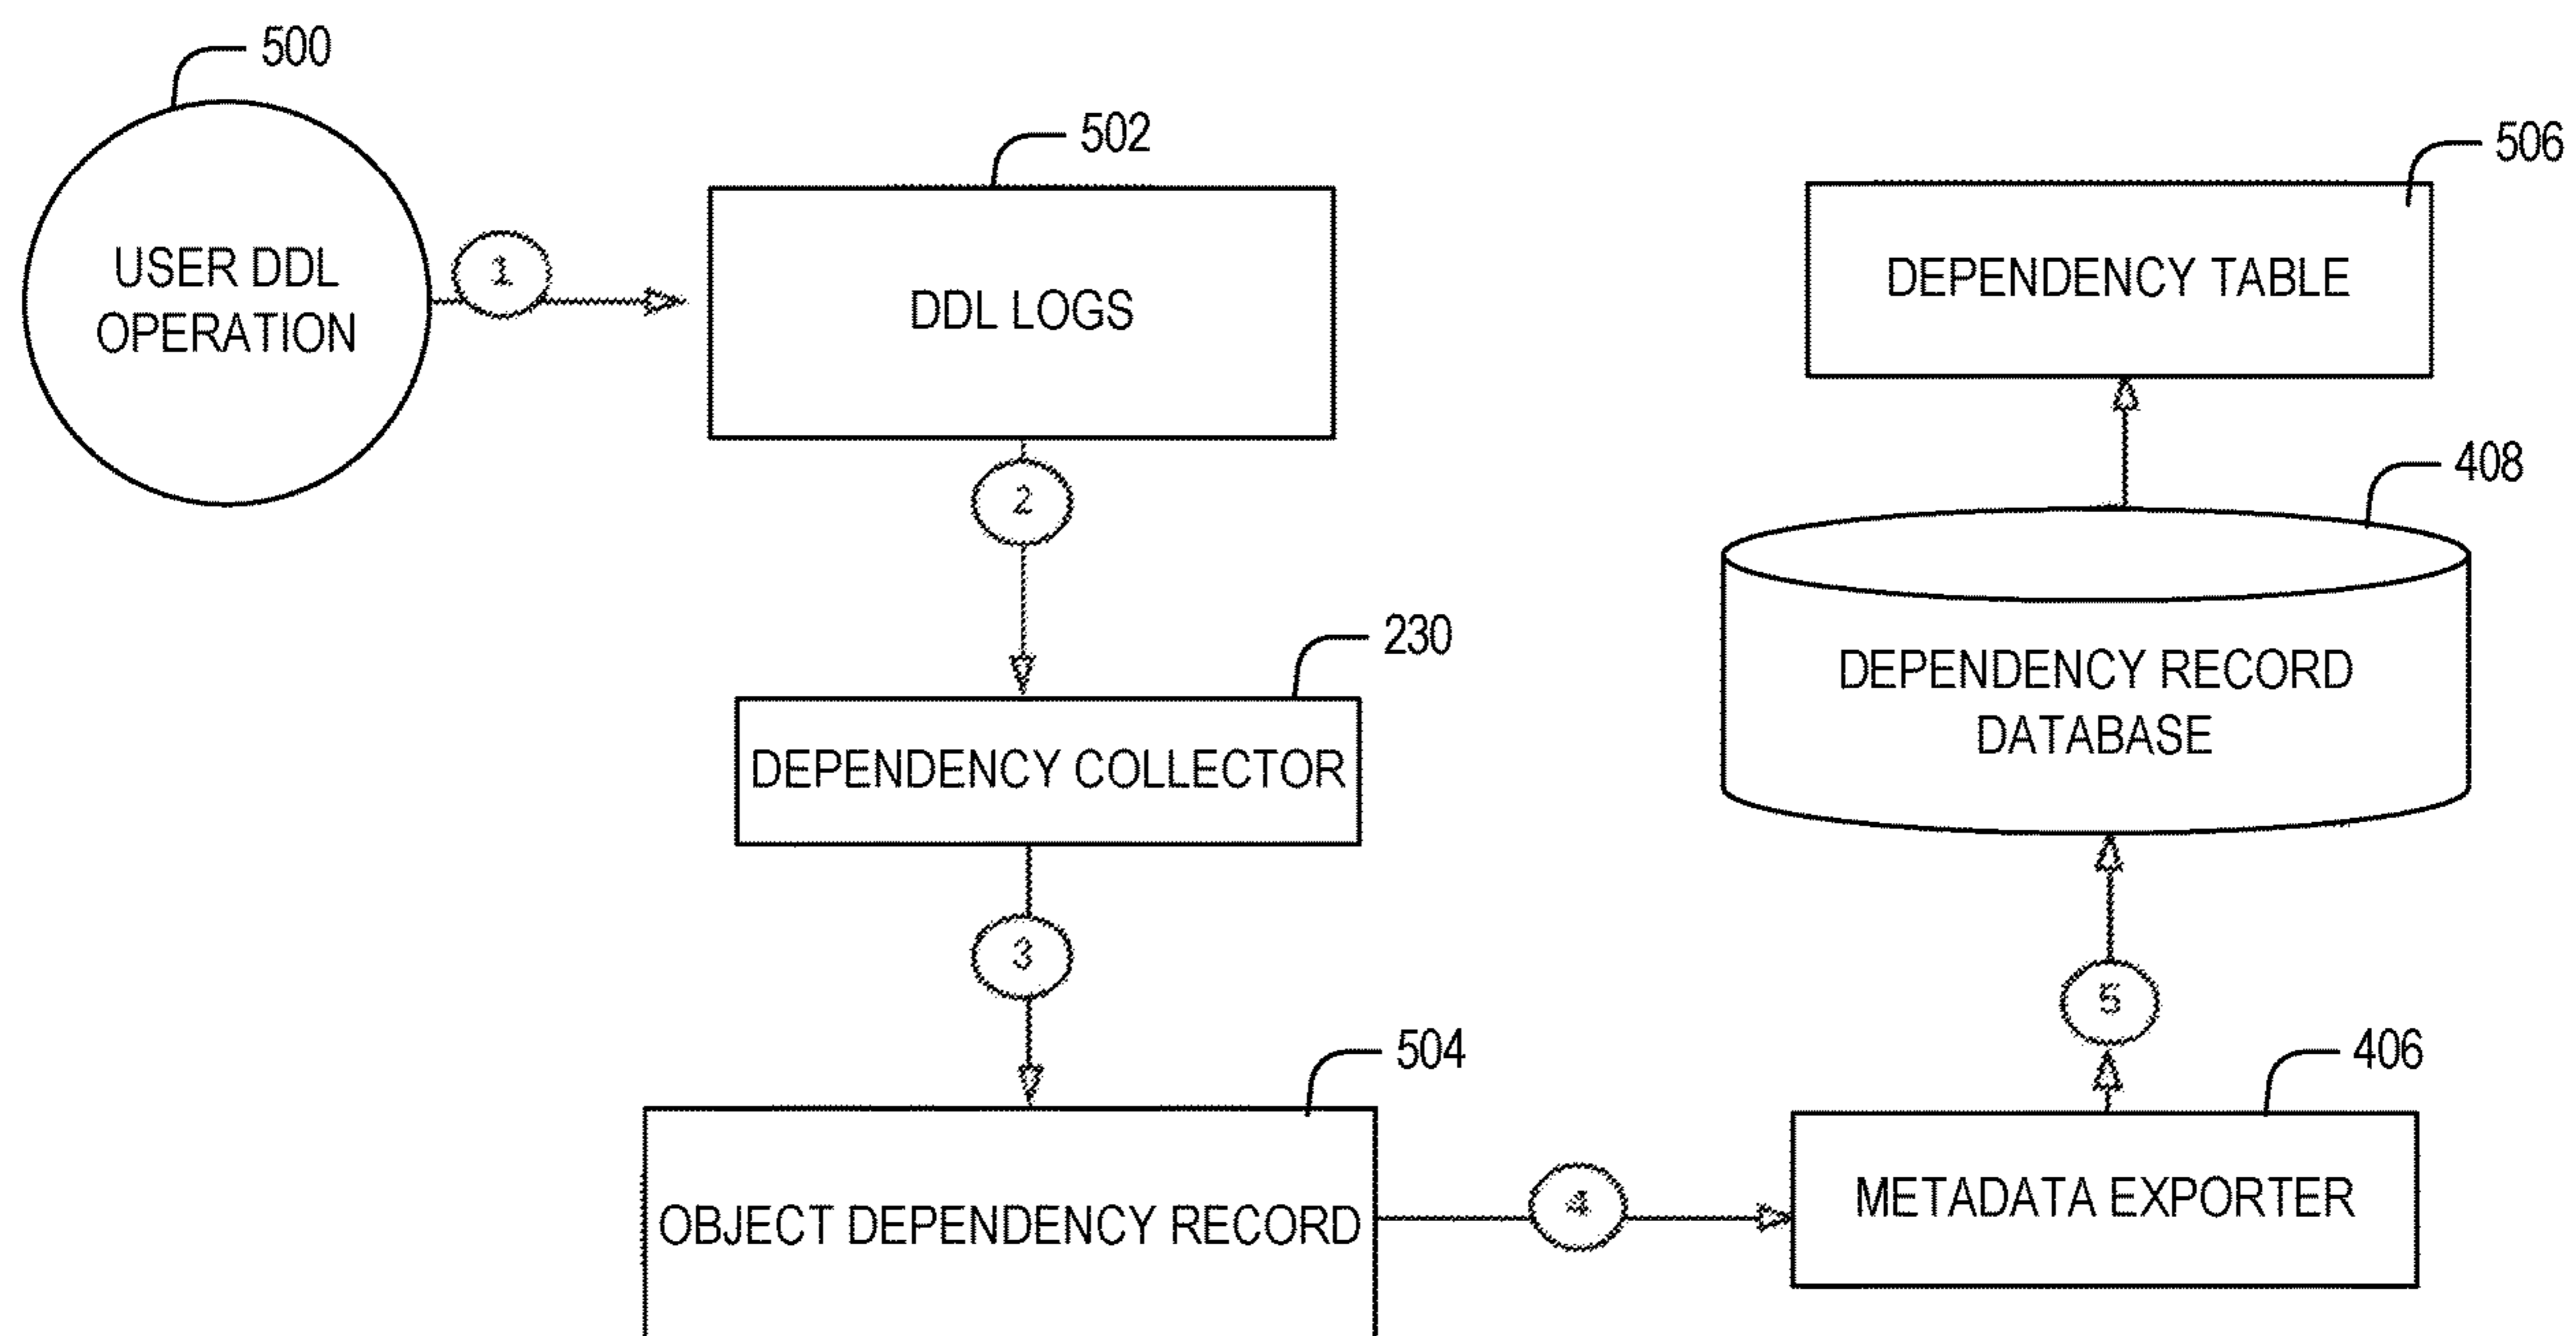 500
USER DDL
OPERATION
1
502
DDL LOGS
2
230
DEPENDENCY COLLECTOR
3
504
OBJECT DEPENDENCY RECORD
4
406
METADATA EXPORTER
5
408
DEPENDENCY RECORD
DATABASE
506
DEPENDENCY TABLE